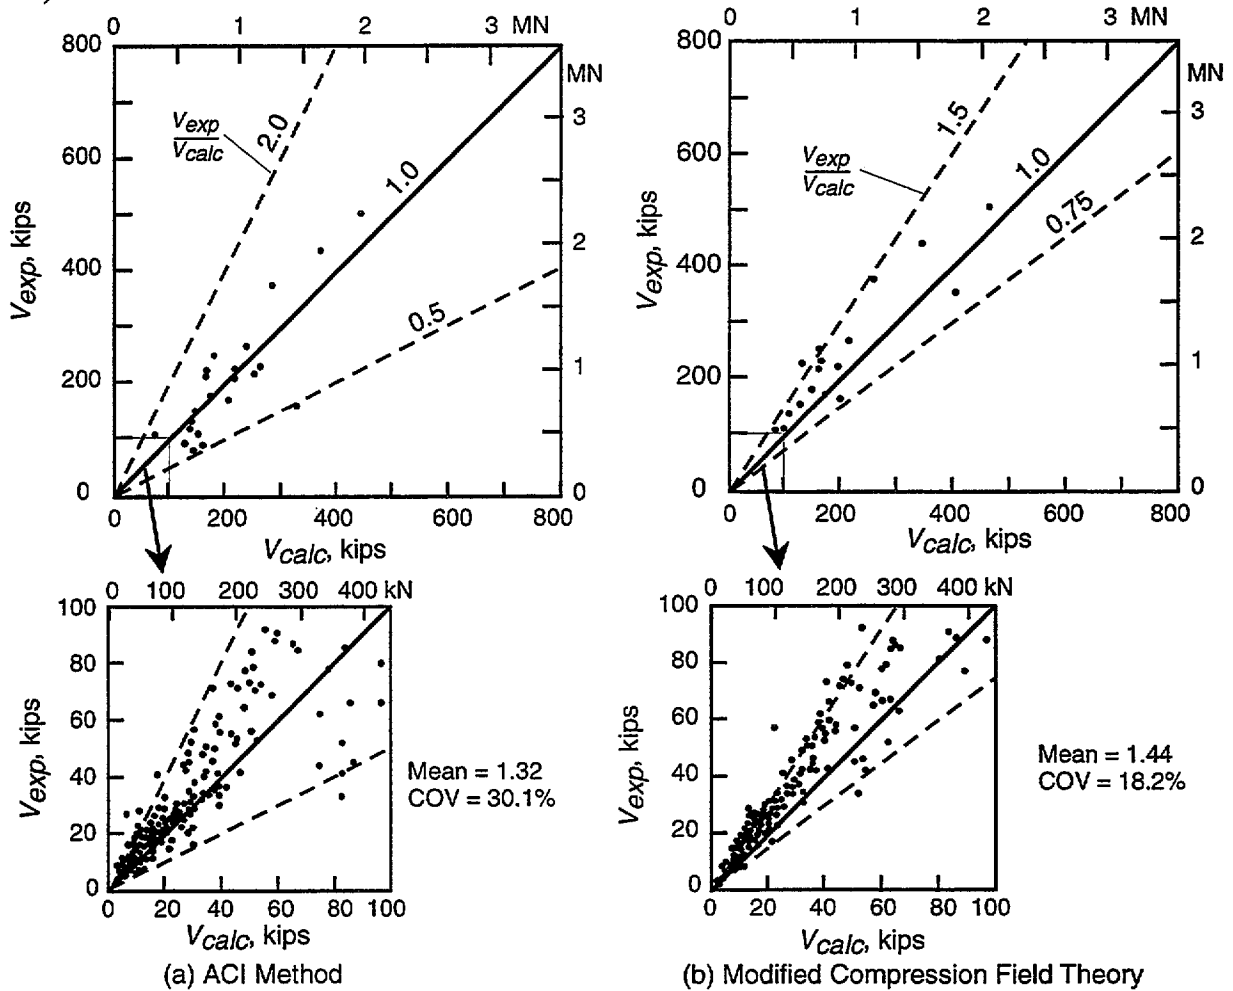 0 1 2 3 MN
800
MN
Vexp
Vcalc
2.0
1.0
0.5
3
600
400
200
0
2
1
0
Vexp, kips
0 200 400 600 800
Vcalc, kips
0 100 200 300 400 kN
100
80
60
40
20
0
Vexp, kips
Mean = 1.32
COV = 30.1%
0 20 40 60 80 100
Vcalc, kips
(a) ACI Method
0 1 2 3 MN
800
MN
Vexp
Vcalc
1.5
1.0
0.75
3
600
400
200
0
2
1
0
Vexp, kips
0 200 400 600 800
Vcalc, kips
0 100 200 300 400 kN
100
80
60
40
20
0
Vexp, kips
Mean = 1.44
COV = 18.2%
0 20 40 60 80 100
Vcalc, kips
(b) Modified Compression Field Theory